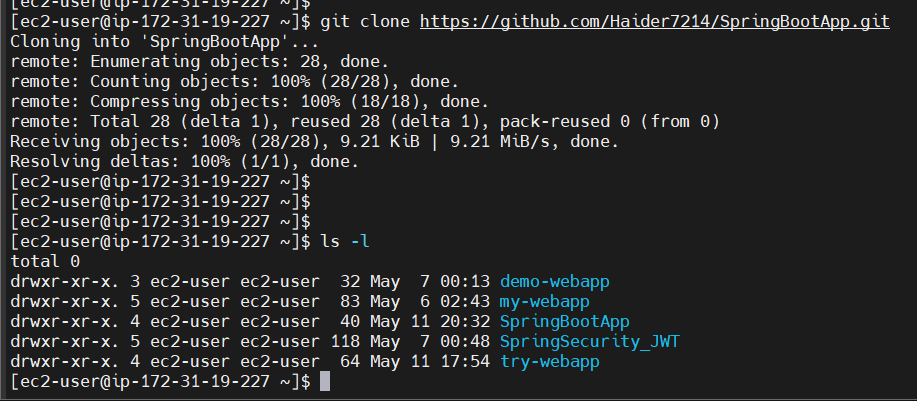 [ec2-user@ip-172-31-19-227 ~]$
[ec2-user@ip-172-31-19-227 ~]$ git clone https://github.com/Haider7214/SpringBootApp.git
Cloning into 'SpringBootApp'...
remote: Enumerating objects: 28, done.
remote: Counting objects: 100% (28/28), done.
remote: Compressing objects: 100% (18/18), done.
remote: Total 28 (delta 1), reused 28 (delta 1), pack-reused 0 (from 0)
Receiving objects: 100% (28/28), 9.21 KiB | 9.21 MiB/s, done.
Resolving deltas: 100% (1/1), done.
[ec2-user@ip-172-31-19-227 ~]$
[ec2-user@ip-172-31-19-227 ~]$
[ec2-user@ip-172-31-19-227 ~]$
[ec2-user@ip-172-31-19-227 ~]$ ls -l
total 0
drwxr-xr-x. 3 ec2-user ec2-user  32 May  7 00:13 demo-webapp
drwxr-xr-x. 5 ec2-user ec2-user  83 May  6 02:43 my-webapp
drwxr-xr-x. 4 ec2-user ec2-user  40 May 11 20:32 SpringBootApp
drwxr-xr-x. 5 ec2-user ec2-user 118 May  7 00:48 SpringSecurity_JWT
drwxr-xr-x. 4 ec2-user ec2-user  64 May 11 17:54 try-webapp
[ec2-user@ip-172-31-19-227 ~]$